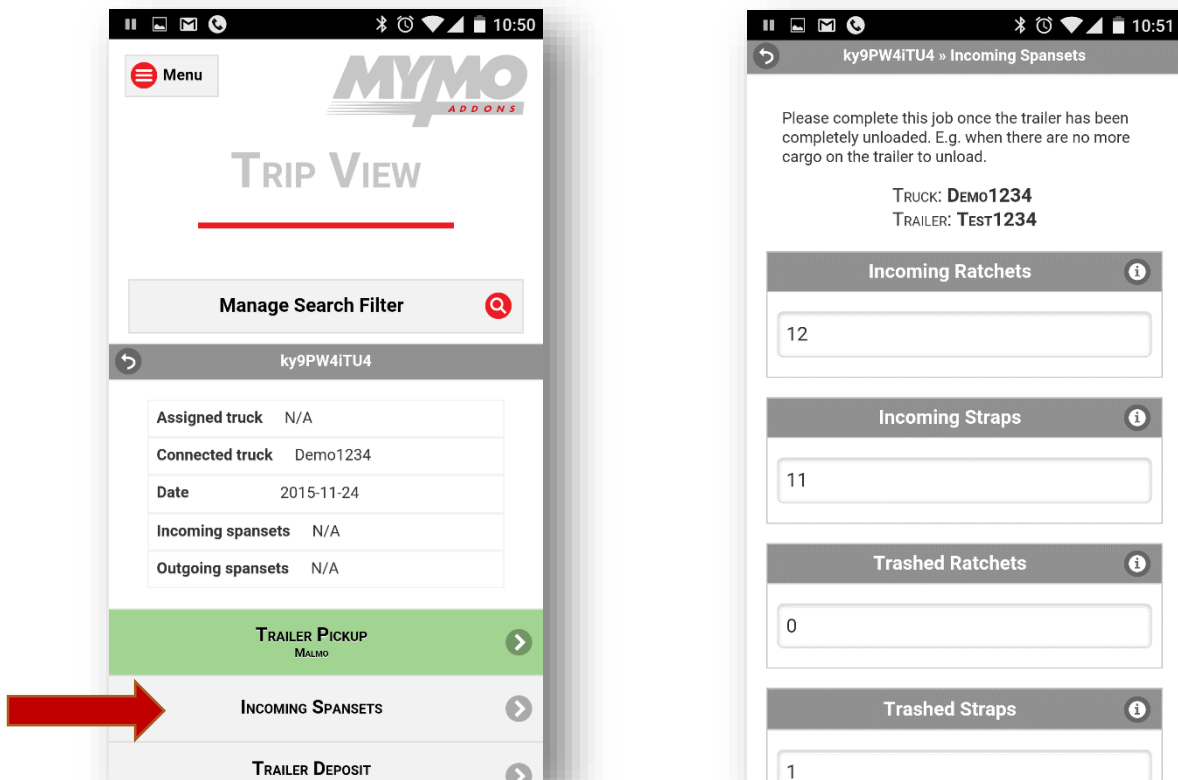 10:50
Menu
MYMO
ADDONS
Trip View
Manage Search Filter
ky9PW4iTU4
Assigned truck N/A
Connected truck Demo1234
Date 2015-11-24
Incoming spansets N/A
Outgoing spansets N/A
Trailer Pickup
Malmo
Incoming Spansets
Trailer Deposit
10:51
ky9PW4iTU4 » Incoming Spansets
Please complete this job once the trailer has been
completely unloaded. E.g. when there are no more
cargo on the trailer to unload.
Truck: Demo1234
Trailer: Test1234
Incoming Ratchets
12
Incoming Straps
11
Trashed Ratchets
0
Trashed Straps
1